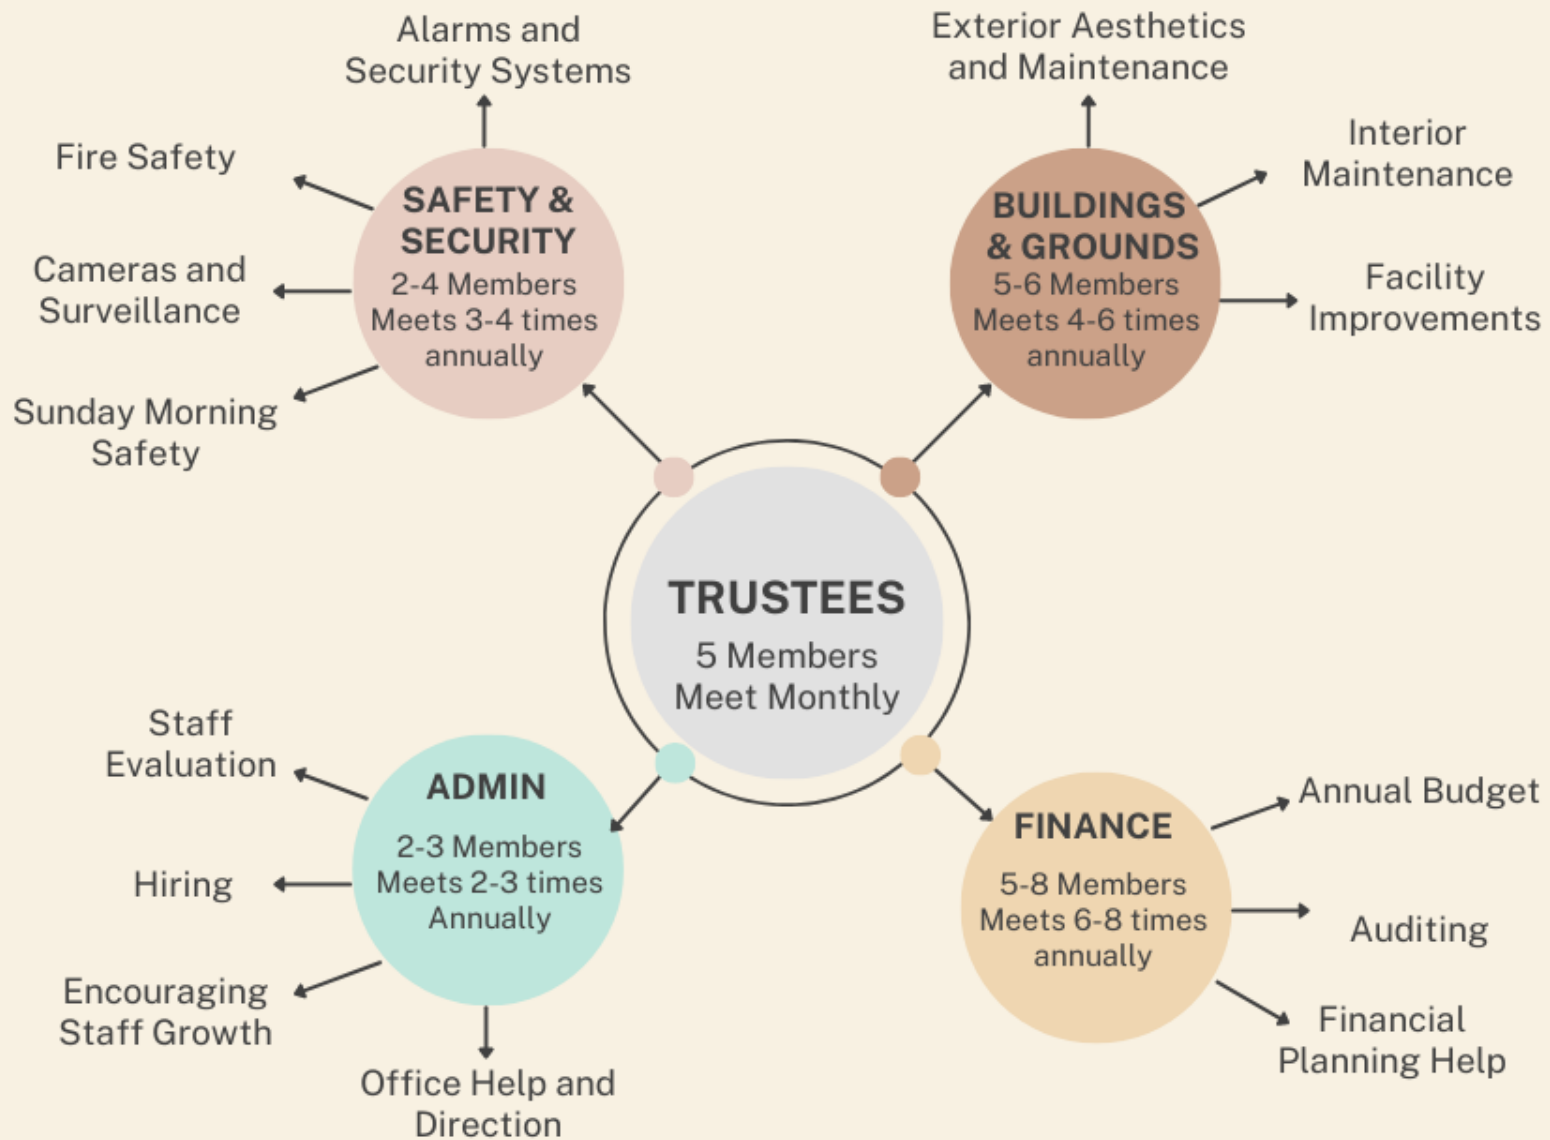 Alarms and
Security Systems
Fire Safety
Cameras and
Surveillance
Sunday Morning
Safety
SAFETY &
SECURITY
2-4 Members
Meets 3-4 times
annually
Exterior Aesthetics
and Maintenance
Interior
Maintenance
Facility
Improvements
BUILDINGS
& GROUNDS
5-6 Members
Meets 4-6 times
annually
TRUSTEES
5 Members
Meet Monthly
Staff
Evaluation
Hiring
Encouraging
Staff Growth
Office Help and
Direction
ADMIN
2-3 Members
Meets 2-3 times
Annually
FINANCE
5-8 Members
Meets 6-8 times
annually
Annual Budget
Auditing
Financial
Planning Help